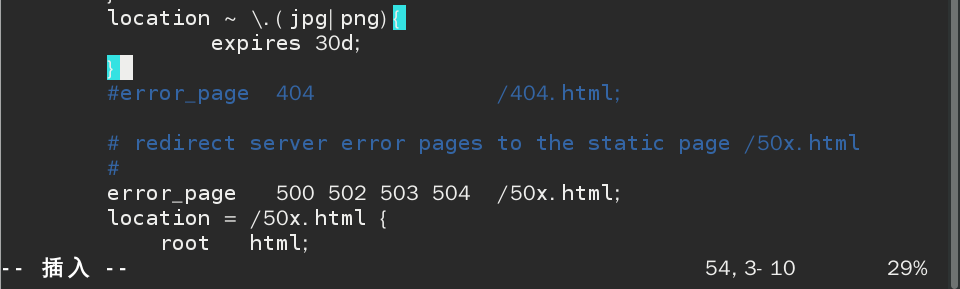 }
location ~ \.(jpg|png){
expires 30d;
}
#error_page 404 /404.html;
# redirect server error pages to the static page /50x.html
#
error_page 500 502 503 504 /50x.html;
location = /50x.html {
root html;
-- 插入 -- 54,3-10 29%